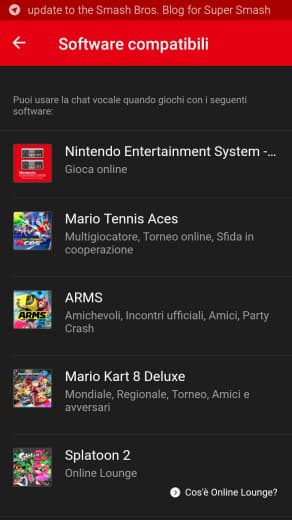 update to the Smash Bros. Blog for Super Smash
Software compatibili
Puoi usare la chat vocale quando giochi con i seguenti
software:
Nintendo Entertainment System -...
Gioca online
Mario Tennis Aces
Multigiocatore, Torneo online, Sfida in
cooperazione
ARMS
Amichevoli, Incontri ufficiali, Amici, Party
Crash
Mario Kart 8 Deluxe
Mondiale, Regionale, Torneo, Amici e
avversari
Splatoon 2
Online Lounge
Cos'è Online Lounge?